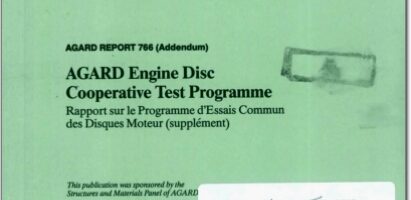 AGARD REPORT 766 (Addendum)
AGARD Engine Disc
Cooperative Test Programme
Rapport sur le Programme d'Essais Commun
des Disques Moteur (supplément)
This publication was sponsored by the
Structures and Materials Panel of AGARD